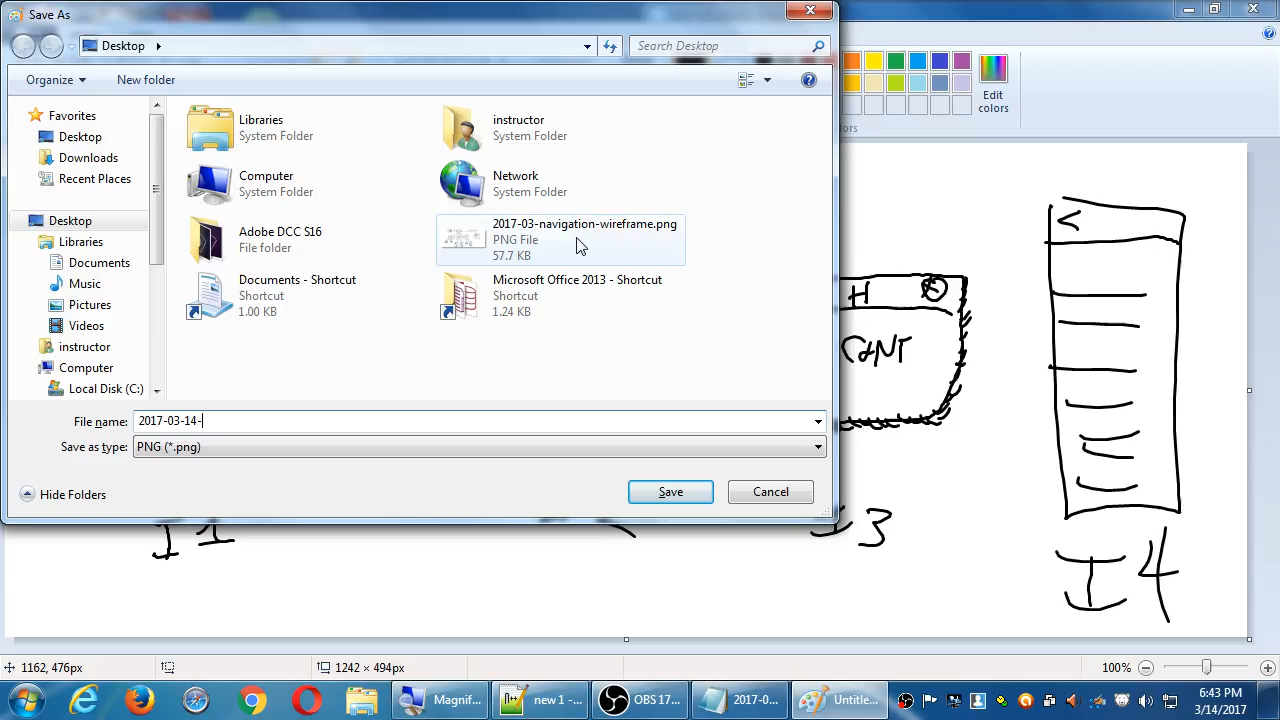 Save As
Desktop
Search Desktop
Organize
New folder
Favorites
Desktop
Downloads
Recent Places
Desktop
Libraries
Documents
Music
Pictures
Videos
instructor
Computer
Local Disk (C:)
Libraries
System Folder
instructor
System Folder
Computer
System Folder
Network
System Folder
Adobe DCC S16
File folder
2017-03-navigation-wireframe.png
PNG File
57.7 KB
Documents - Shortcut
Shortcut
1.00 KB
Microsoft Office 2013 - Shortcut
Shortcut
1.24 KB
File name: 2017-03-14-
Save as type: PNG (*.png)
Hide Folders
Save
Cancel
Edit
colors
H
CONT
<
I1
I3
I4
1162, 476px
1242 × 494px
100%
Magnif...
new 1 -...
OBS 17...
2017-0...
Untitle...
6:43 PM
3/14/2017